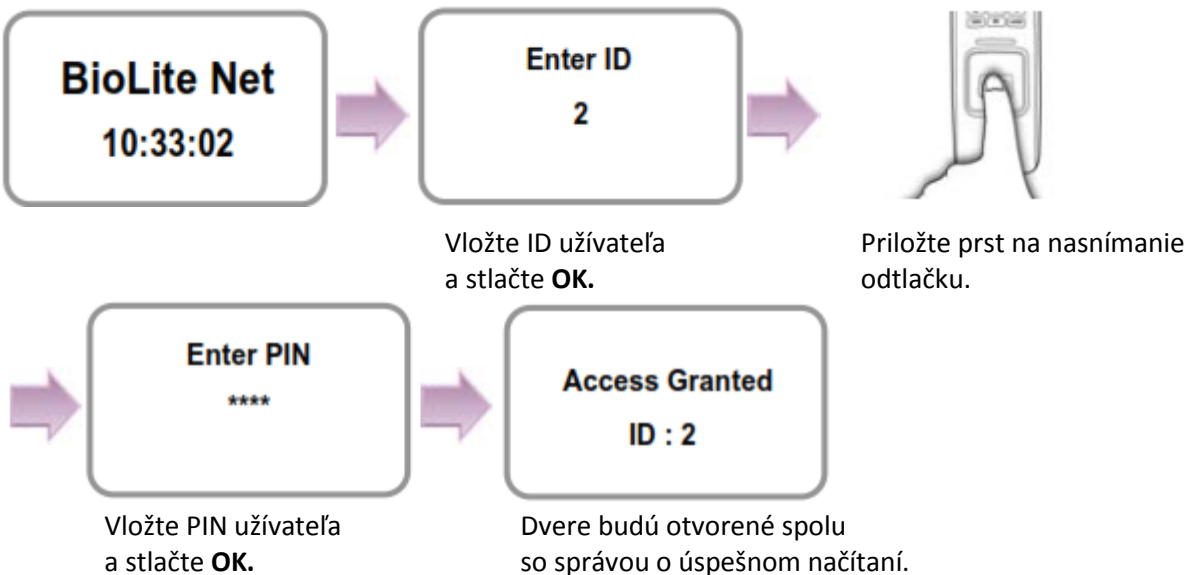 BioLite Net
10:33:02
Enter ID
2
Vložte ID užívateľa
a stlačte OK.
Priložte prst na nasnímanie
odtlačku.
Enter PIN
****
Vložte PIN užívateľa
a stlačte OK.
Access Granted
ID : 2
Dvere budú otvorené spolu
so správou o úspešnom načítaní.